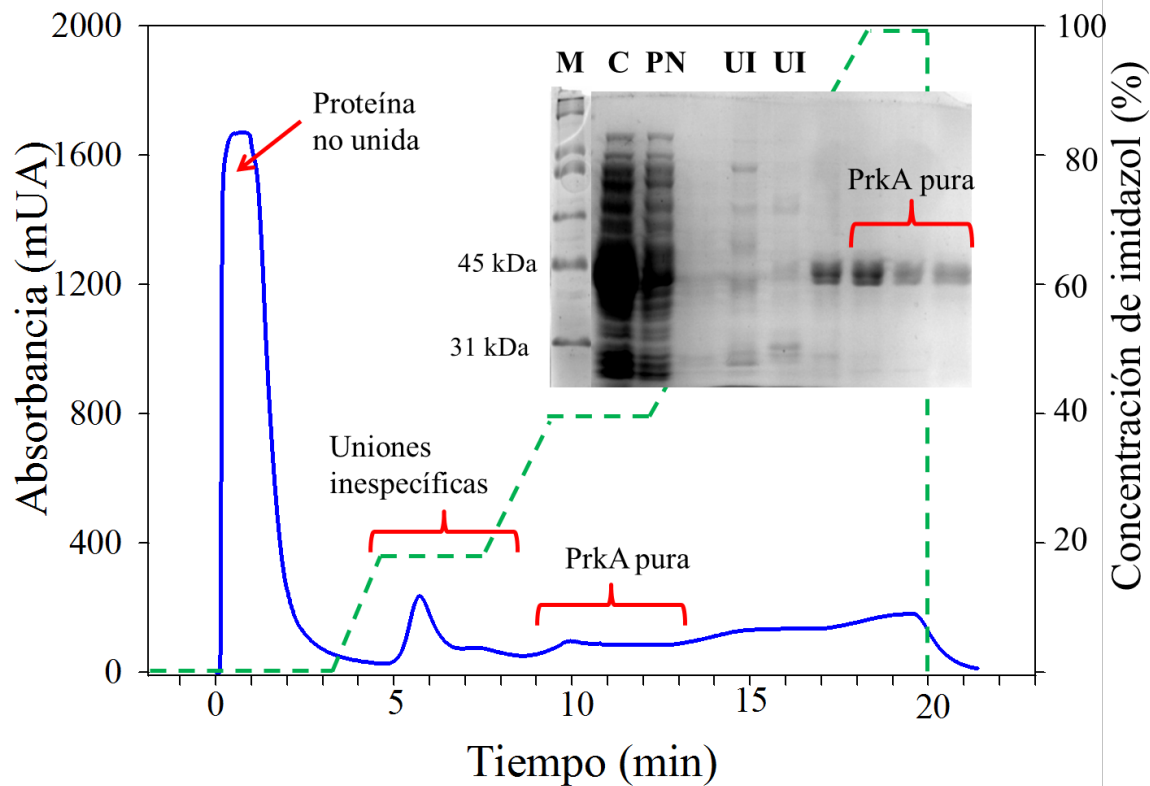 2000
1600
1200
800
400
0
Absorbancia (mUA)
Proteína
no unida
M C PN UI UI
PrkA pura
45 kDa
31 kDa
Uniones
inespecíficas
PrkA pura
100
80
60
40
20
0
Concentración de imidazol (%)
0 5 10 15 20
Tiempo (min)